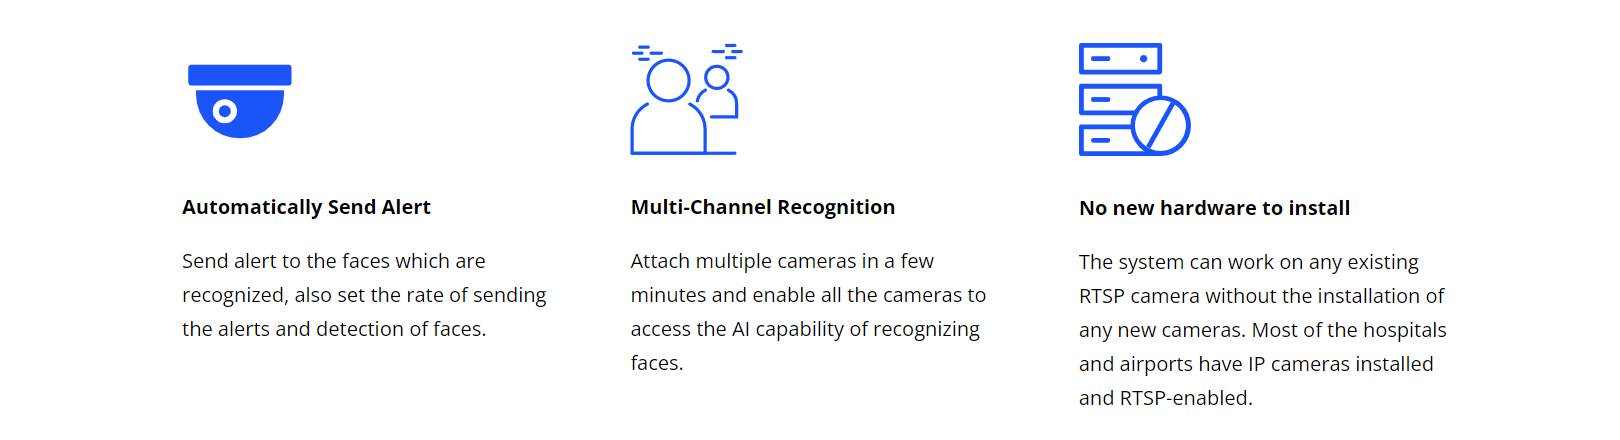 Automatically Send Alert
Send alert to the faces which are
recognized, also set the rate of sending
the alerts and detection of faces.
Multi-Channel Recognition
Attach multiple cameras in a few
minutes and enable all the cameras to
access the AI capability of recognizing
faces.
No new hardware to install
The system can work on any existing
RTSP camera without the installation of
any new cameras. Most of the hospitals
and airports have IP cameras installed
and RTSP-enabled.